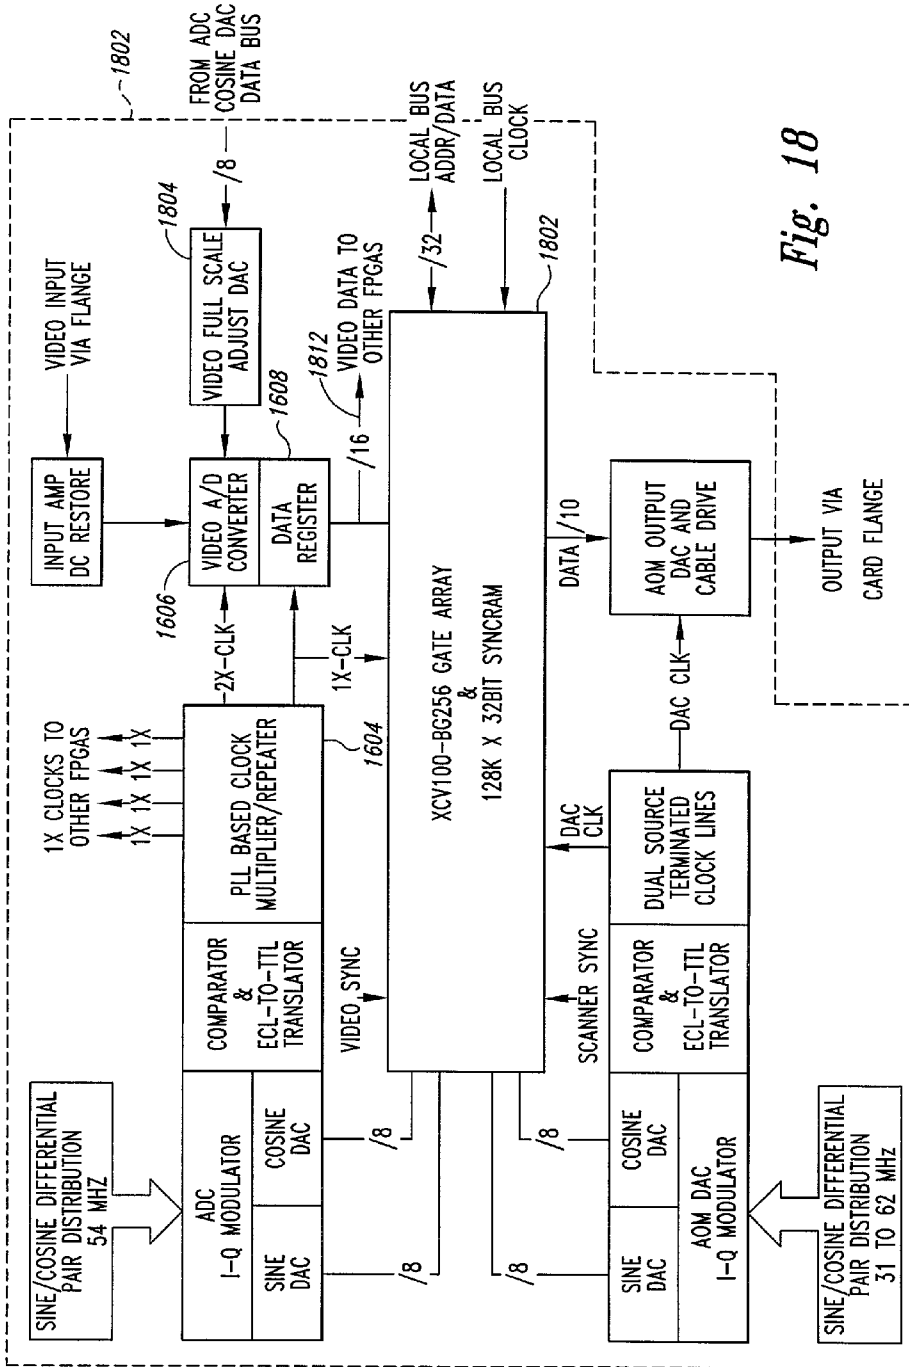 SINE/COSINE DIFFERENTIAL
PAIR DISTRIBUTION
54 MHZ
1X CLOCKS TO
OTHER FPGAS
1X
1X
1X
1X
INPUT AMP
DC RESTORE
VIDEO INPUT
VIA FLANGE
1802
ADC
I-Q MODULATOR
SINE
DAC
COSINE
DAC
COMPARATOR
&
ECL-TO-TTL
TRANSLATOR
PLL BASED CLOCK
MULTIPLIER/REPEATER
1604
2X-CLK
1606
VIDEO A/D
CONVERTER
DATA
REGISTER
1608
VIDEO FULL SCALE
ADJUST DAC
1804
/8
FROM ADC
COSINE DAC
DATA BUS
/8
/8
VIDEO SYNC
1X-CLK
/16
1812
VIDEO DATA TO
OTHER FPGAS
XCV100-BG256 GATE ARRAY
&
128K X 32BIT SYNCRAM
1802
/32
LOCAL BUS
ADDR/DATA
LOCAL BUS
CLOCK
/8
/8
SCANNER SYNC
DAC
CLK
DATA
/10
SINE
DAC
COSINE
DAC
AOM DAC
I-Q MODULATOR
COMPARATOR
&
ECL-TO-TTL
TRANSLATOR
DUAL SOURCE
TERMINATED
CLOCK LINES
DAC CLK
AOM OUTPUT
DAC AND
CABLE DRIVE
SINE/COSINE DIFFERENTIAL
PAIR DISTRIBUTION
31 TO 62 MHz
OUTPUT VIA
CARD FLANGE
Fig. 18